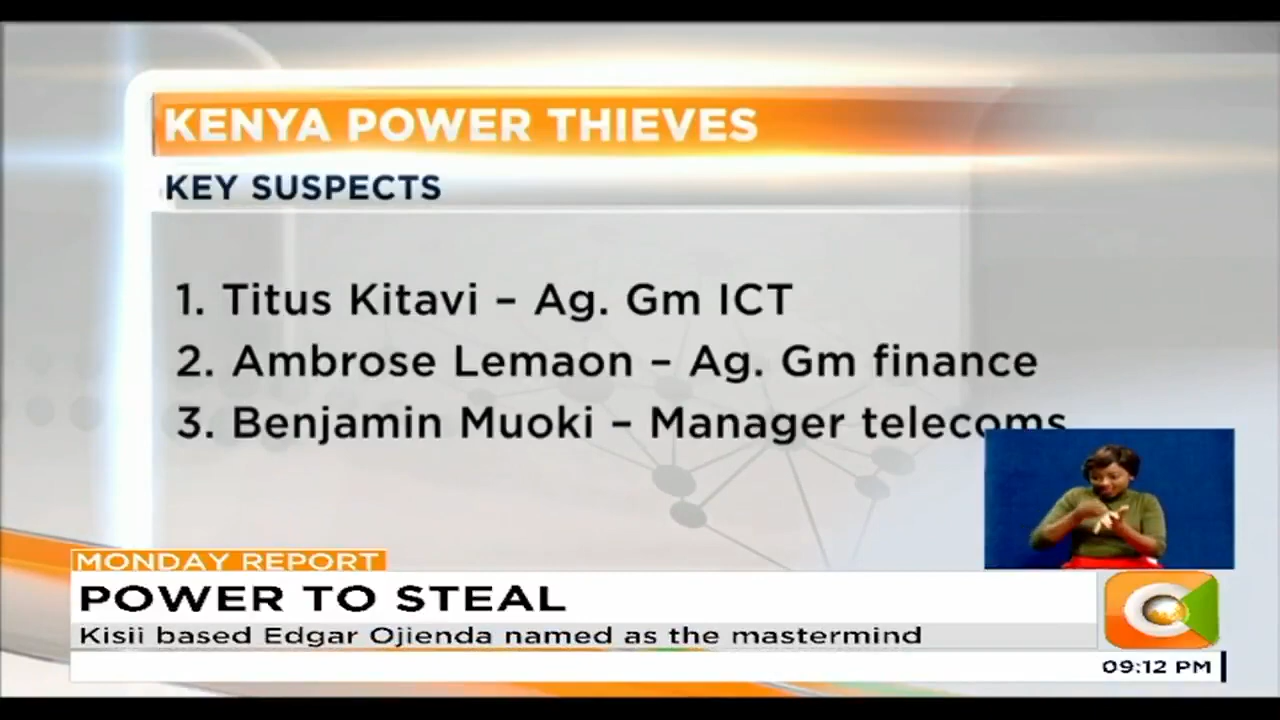 KENYA POWER THIEVES
KEY SUSPECTS
1. Titus Kitavi – Ag. Gm ICT
2. Ambrose Lemaon – Ag. Gm finance
3. Benjamin Muoki – Manager telecoms
MONDAY REPORT
POWER TO STEAL
Kisii based Edgar Ojienda named as the mastermind
09:12 PM